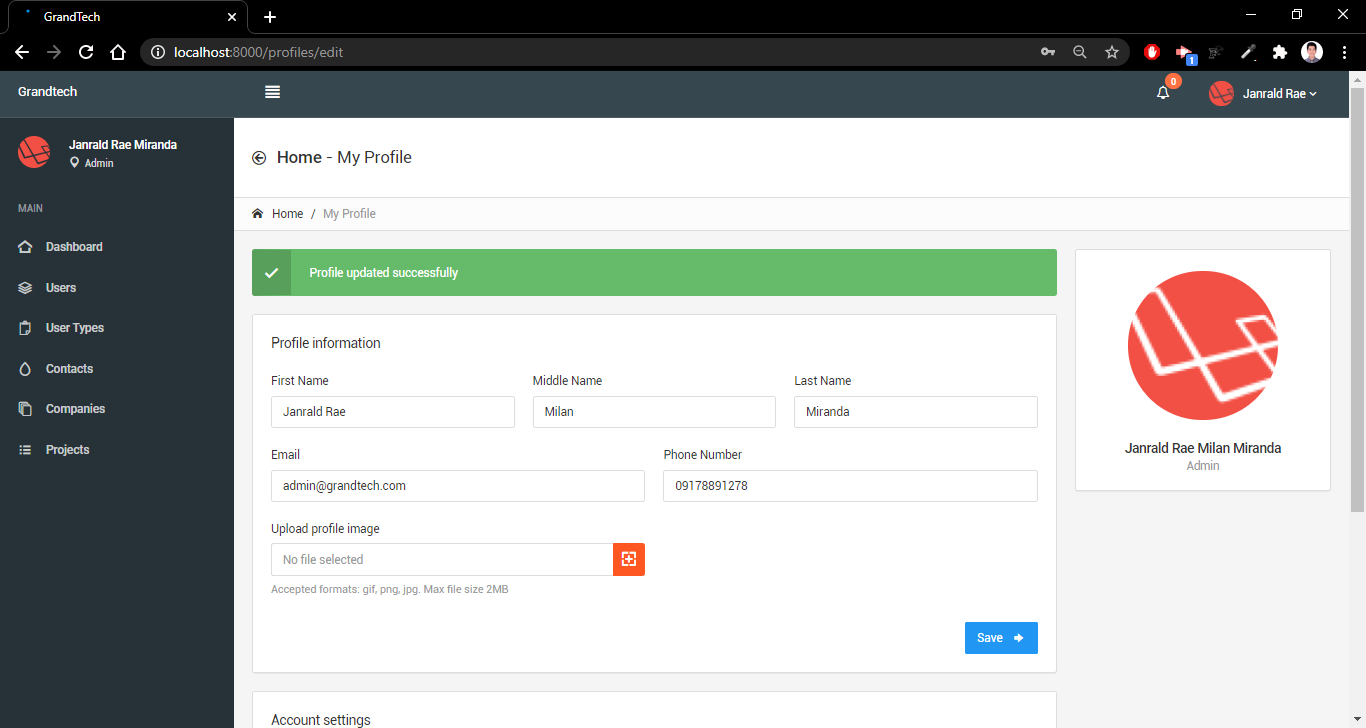 GrandTech
localhost:8000/profiles/edit
1
Grandtech
0
Janrald Rae
Janrald Rae Miranda
Admin
MAIN
Dashboard
Users
User Types
Contacts
Companies
Projects
Home - My Profile
Home / My Profile
Profile updated successfully
Profile information
First Name Middle Name Last Name
Janrald Rae Milan Miranda
Email Phone Number
admin@grandtech.com 09178891278
Upload profile image
No file selected
Accepted formats: gif, png, jpg. Max file size 2MB
Save
Account settings
Janrald Rae Milan Miranda
Admin